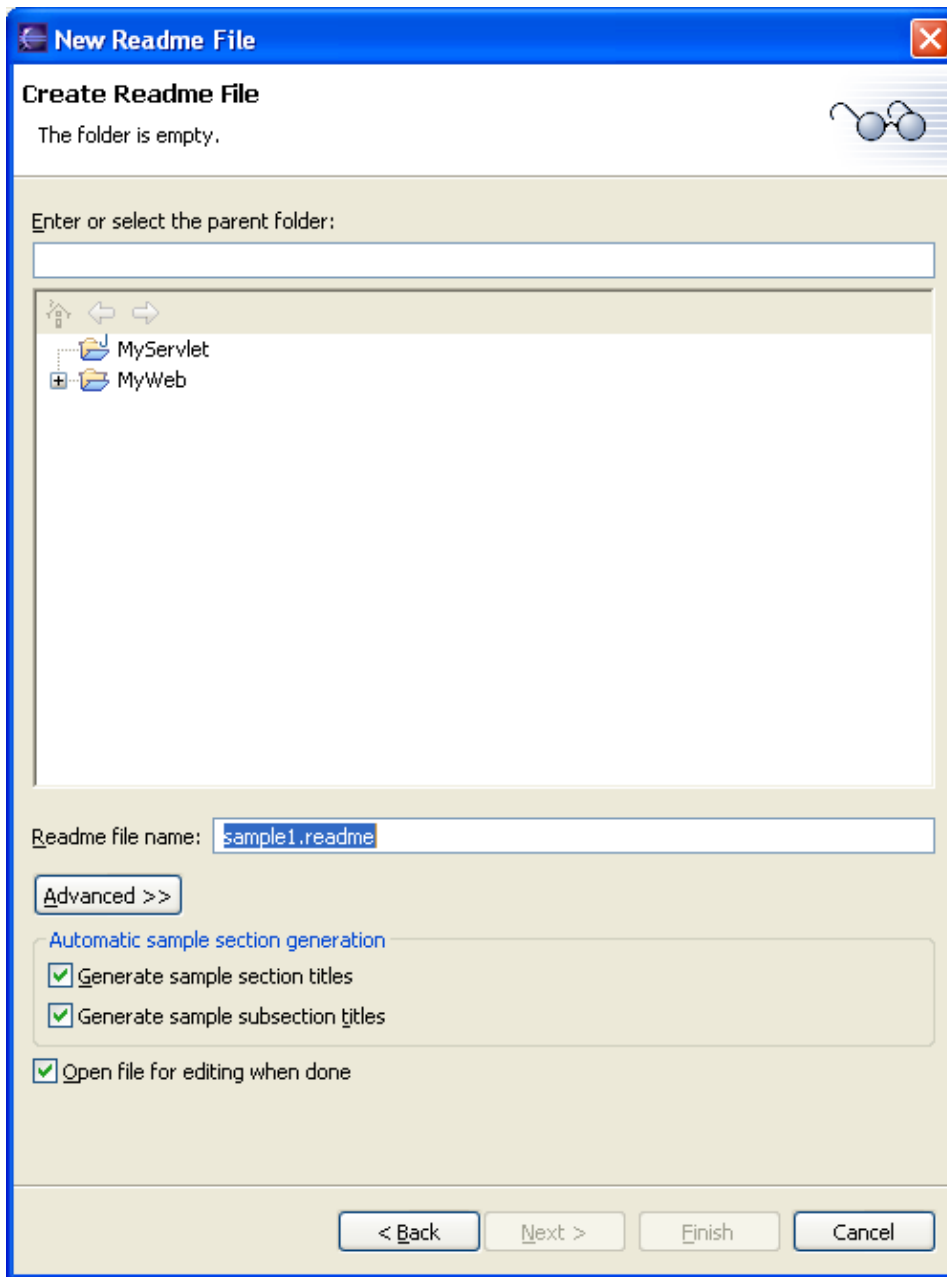 New Readme File
Create Readme File
The folder is empty.
Enter or select the parent folder:
MyServlet
MyWeb
Readme file name: sample1.readme
Advanced >>
Automatic sample section generation
Generate sample section titles
Generate sample subsection titles
Open file for editing when done
< Back Next > Finish Cancel